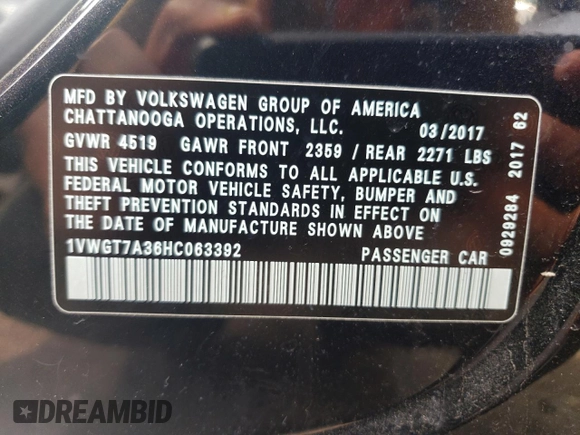 MFD BY VOLKSWAGEN GROUP OF AMERICA
CHATTANOOGA OPERATIONS, LLC. 03/2017
GVWR 4519 GAWR FRONT 2359 / REAR 2271 LBS
THIS VEHICLE CONFORMS TO ALL APPLICABLE U.S.
FEDERAL MOTOR VEHICLE SAFETY, BUMPER AND
THEFT PREVENTION STANDARDS IN EFFECT ON
THE DATE OF MANUFACTURE SHOWN ABOVE
1VWGT7A36HC063392 PASSENGER CAR
0929284 2017 62
DREAMBID